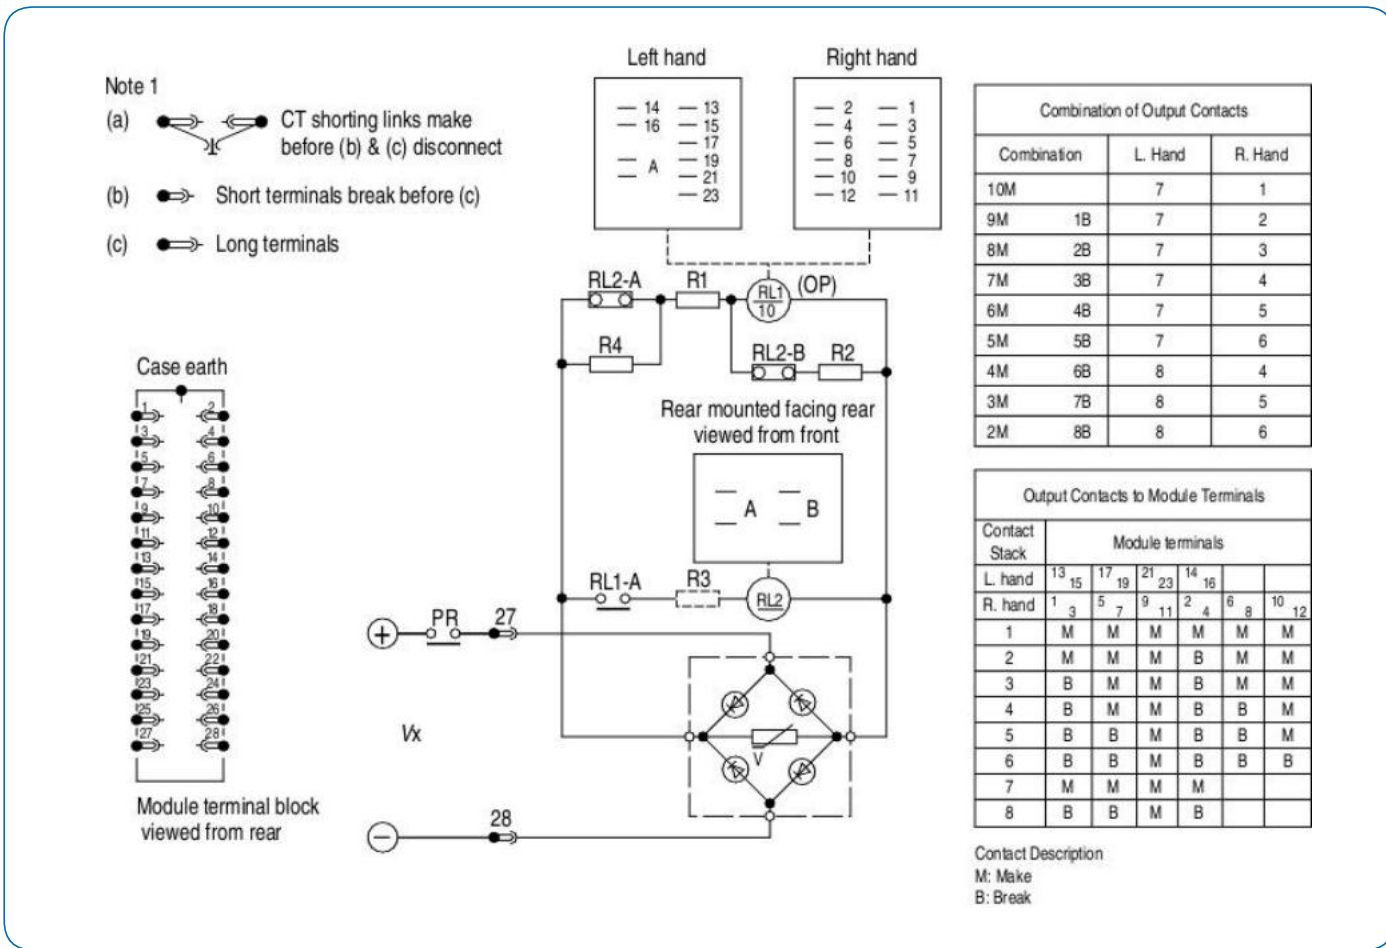 Note 1
(a) CT shorting links make
before (b) & (c) disconnect
(b) Short terminals break before (c)
(c) Long terminals
Left hand
14 13
16 15
17
A 19
21
23
Right hand
2 1
4 3
6 5
8 7
10 9
12 11
RL2-A R1 RL1 (OP)
10
R4
RL2-B R2
Rear mounted facing rear
viewed from front
A B
RL1-A R3 RL2
+ PR 27
Vx
V
− 28
Case earth
1 2
3 4
5 6
7 8
9 10
11 12
13 14
15 16
17 18
19 20
21 22
23 24
25 26
27 28
Module terminal block
viewed from rear
Combination of Output Contacts
Combination L. Hand R. Hand
10M 7 1
9M 1B 7 2
8M 2B 7 3
7M 3B 7 4
6M 4B 7 5
5M 5B 7 6
4M 6B 8 4
3M 7B 8 5
2M 8B 8 6
Output Contacts to Module Terminals
Contact
Stack Module terminals
L. hand 13 15 17 19 21 23 14 16
R. hand 1 3 5 7 9 11 2 4 6 8 10 12
1 M M M M M M
2 M M M B M M
3 B M M B M M
4 B M M B B M
5 B B M B B M
6 B B M B B B
7 M M M M
8 B B M B
Contact Description
M: Make
B: Break